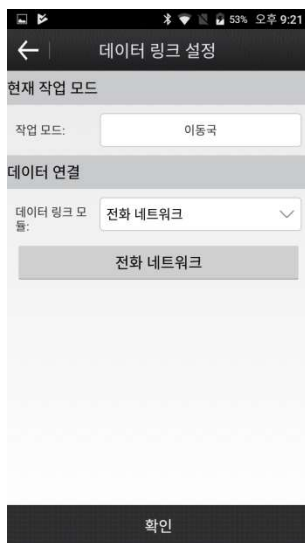 53% 오후 9:21
데이터 링크 설정
현재 작업 모드
작업 모드: 이동국
데이터 연결
데이터 링크 모
듈: 전화 네트워크
전화 네트워크
확인